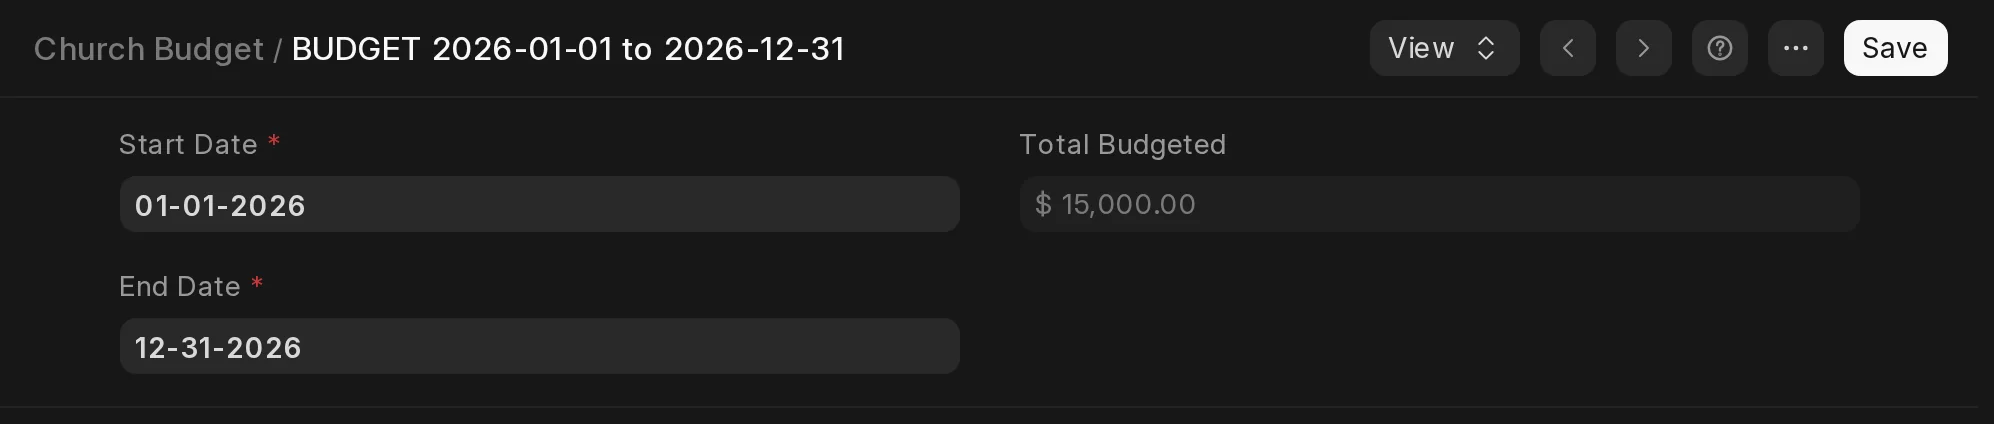 Church Budget / BUDGET 2026-01-01 to 2026-12-31
View
Save
Start Date *
01-01-2026
Total Budgeted
$ 15,000.00
End Date *
12-31-2026